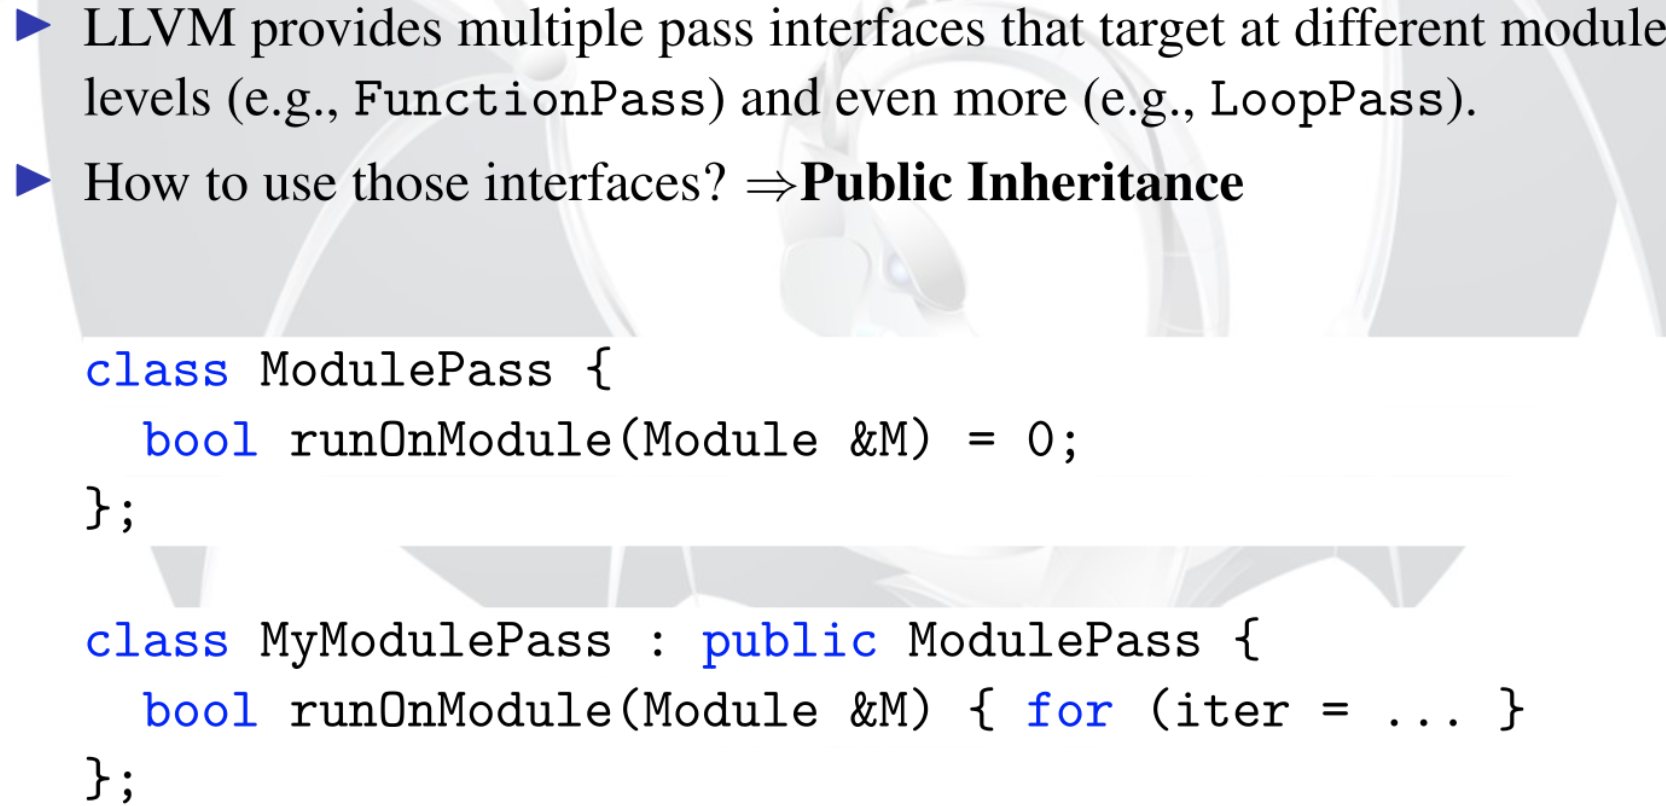 ▶ LLVM provides multiple pass interfaces that target at different module
levels (e.g., FunctionPass) and even more (e.g., LoopPass).
▶ How to use those interfaces? ⇒Public Inheritance
class ModulePass {
  bool runOnModule(Module &M) = 0;
};
class MyModulePass : public ModulePass {
  bool runOnModule(Module &M) { for (iter = ... }
};